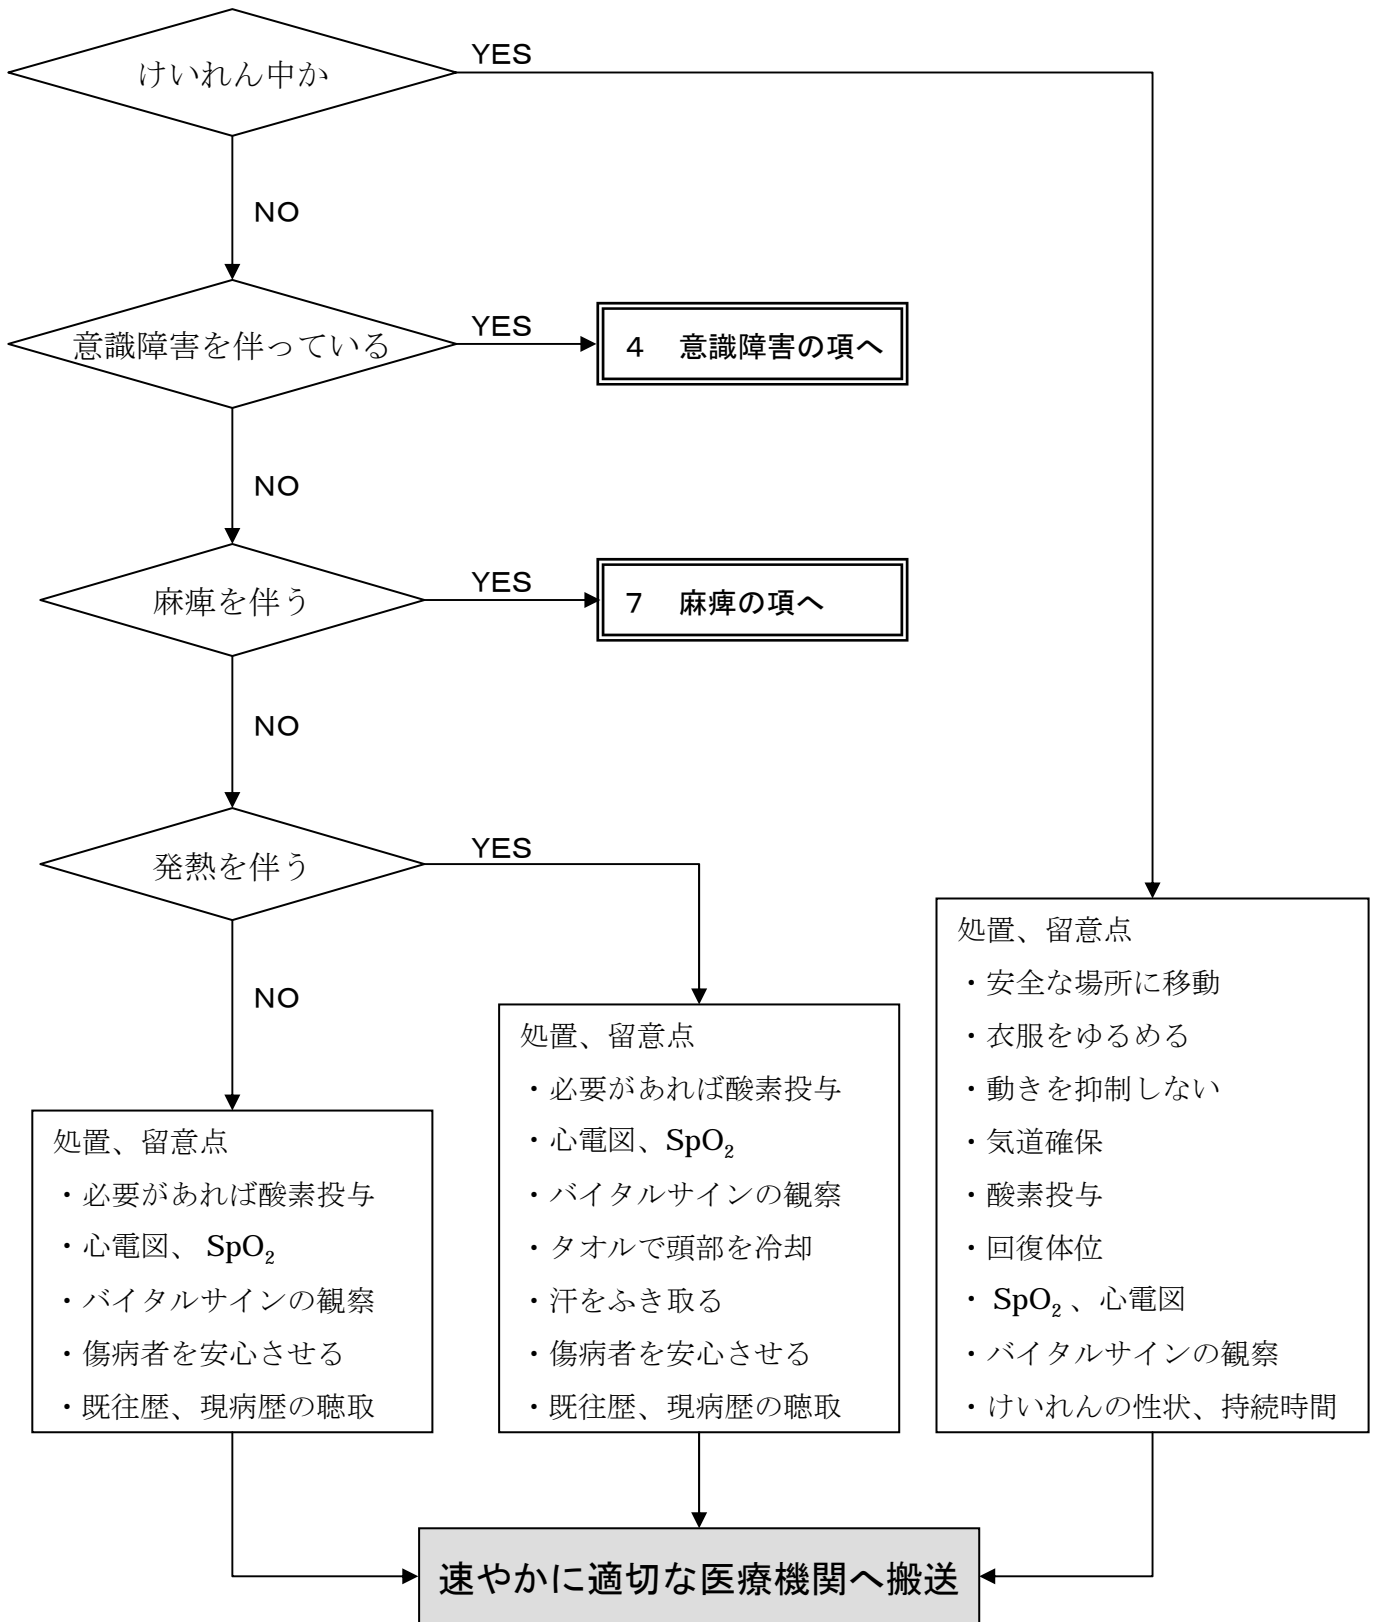 けいれん中か
YES
NO
意識障害を伴っている
YES
４　意識障害の項へ
NO
麻痺を伴う
YES
７　麻痺の項へ
NO
発熱を伴う
YES
NO
処置、留意点
・必要があれば酸素投与
・心電図、 SpO₂
・バイタルサインの観察
・傷病者を安心させる
・既往歴、現病歴の聴取
処置、留意点
・必要があれば酸素投与
・心電図、SpO₂
・バイタルサインの観察
・タオルで頭部を冷却
・汗をふき取る
・傷病者を安心させる
・既往歴、現病歴の聴取
処置、留意点
・安全な場所に移動
・衣服をゆるめる
・動きを抑制しない
・気道確保
・酸素投与
・回復体位
・ SpO₂ 、心電図
・バイタルサインの観察
・けいれんの性状、持続時間
速やかに適切な医療機関へ搬送